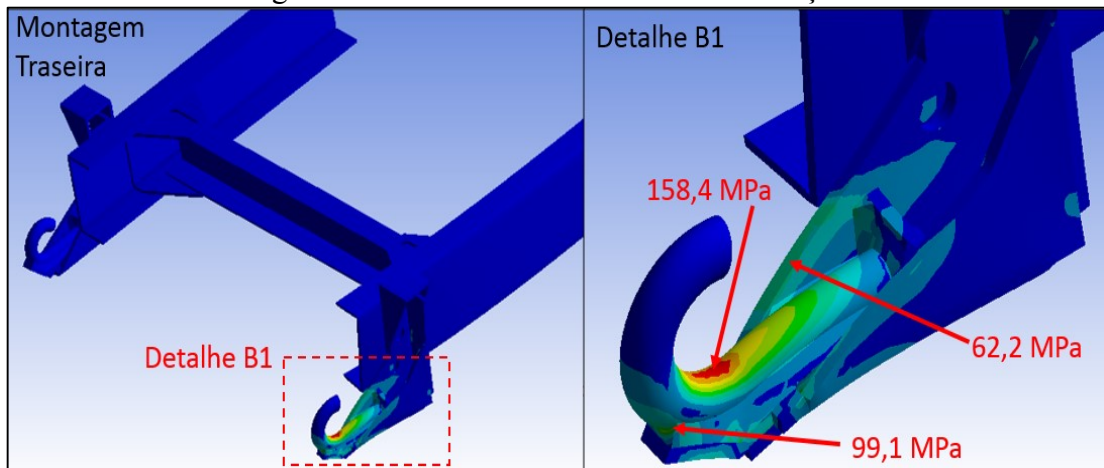 Montagem
Traseira
Detalhe B1
Detalhe B1
158,4 MPa
62,2 MPa
99,1 MPa